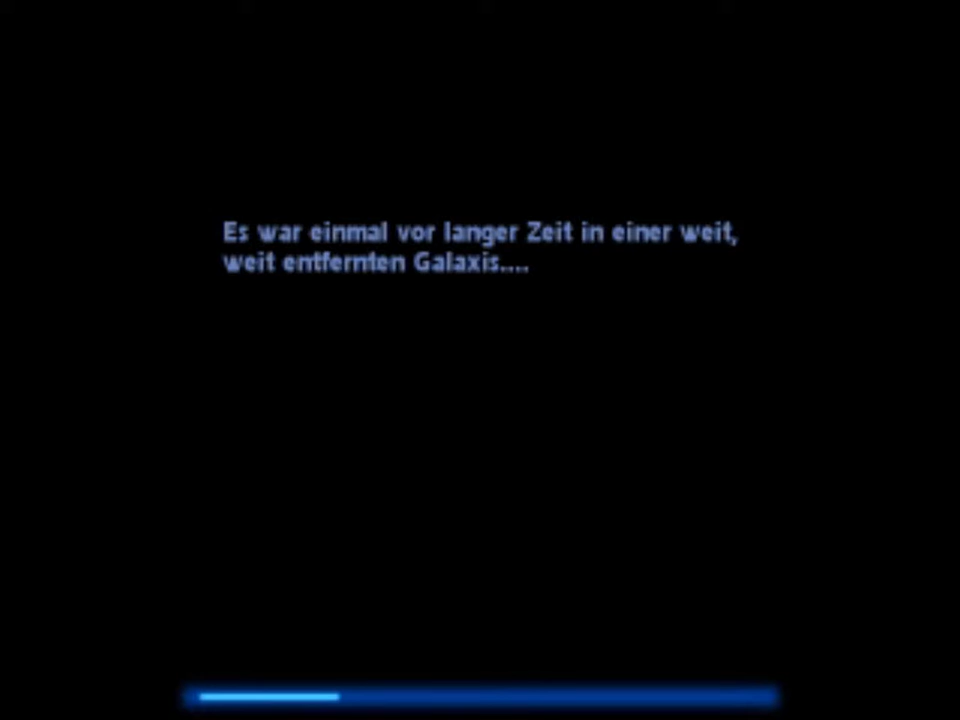 Es war einmal vor langer Zeit in einer weit,
weit entfernten Galaxis....